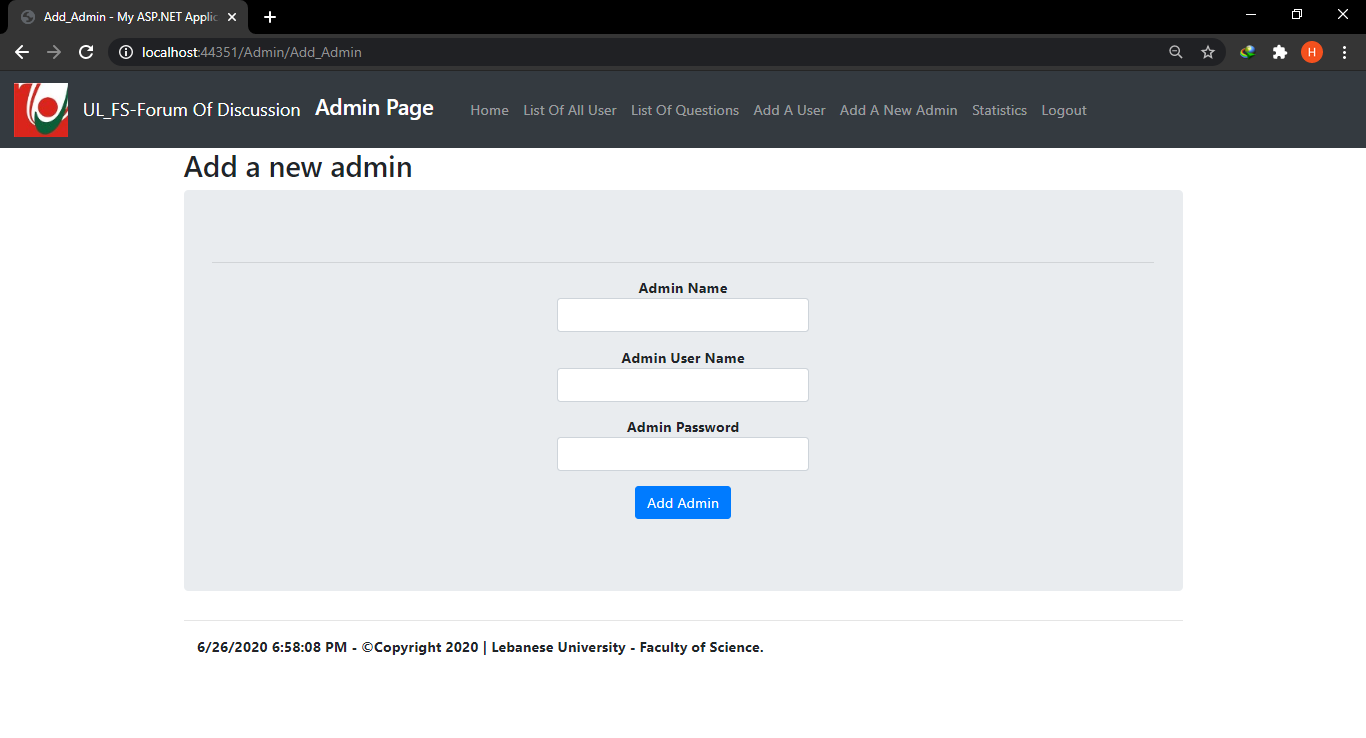 Add_Admin - My ASP.NET Applic
localhost:44351/Admin/Add_Admin
H
UL_FS-Forum Of Discussion Admin Page Home List Of All User List Of Questions Add A User Add A New Admin Statistics Logout
Add a new admin
Admin Name
Admin User Name
Admin Password
Add Admin
6/26/2020 6:58:08 PM - ©Copyright 2020 | Lebanese University - Faculty of Science.